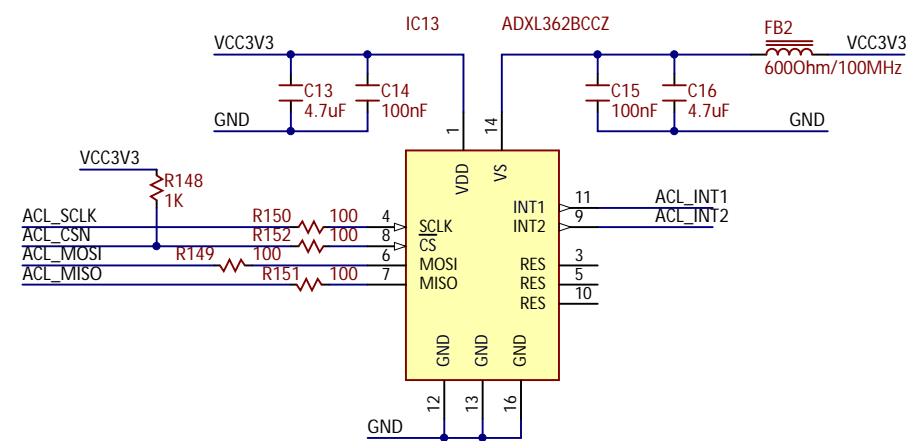 IC13 ADXL362BCCZ
VCC3V3
FB2
VCC3V3
600Ohm/100MHz
C13
4.7uF
C14
100nF
C15
100nF
C16
4.7uF
GND
GND
1
14
VDD
VS
VCC3V3
R148
1K
ACL_SCLK R150 100 4 SCLK
ACL_CSN R152 100 8 CS
ACL_MOSI R149 100 6 MOSI
ACL_MISO R151 100 7 MISO
INT1 11 ACL_INT1
INT2 9 ACL_INT2
RES 3
RES 5
RES 10
GND GND GND
12 13 16
GND